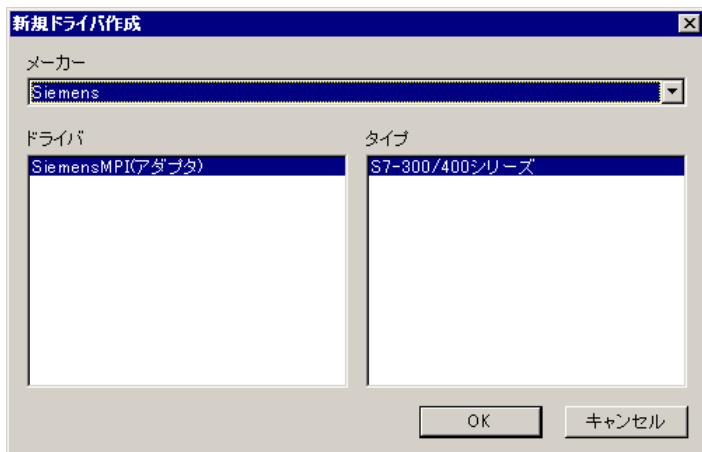 新規ドライバ作成
メーカー
Siemens
ドライバ
タイプ
SiemensMPI(アダプタ)
S7-300/400シリーズ
OK
キャンセル